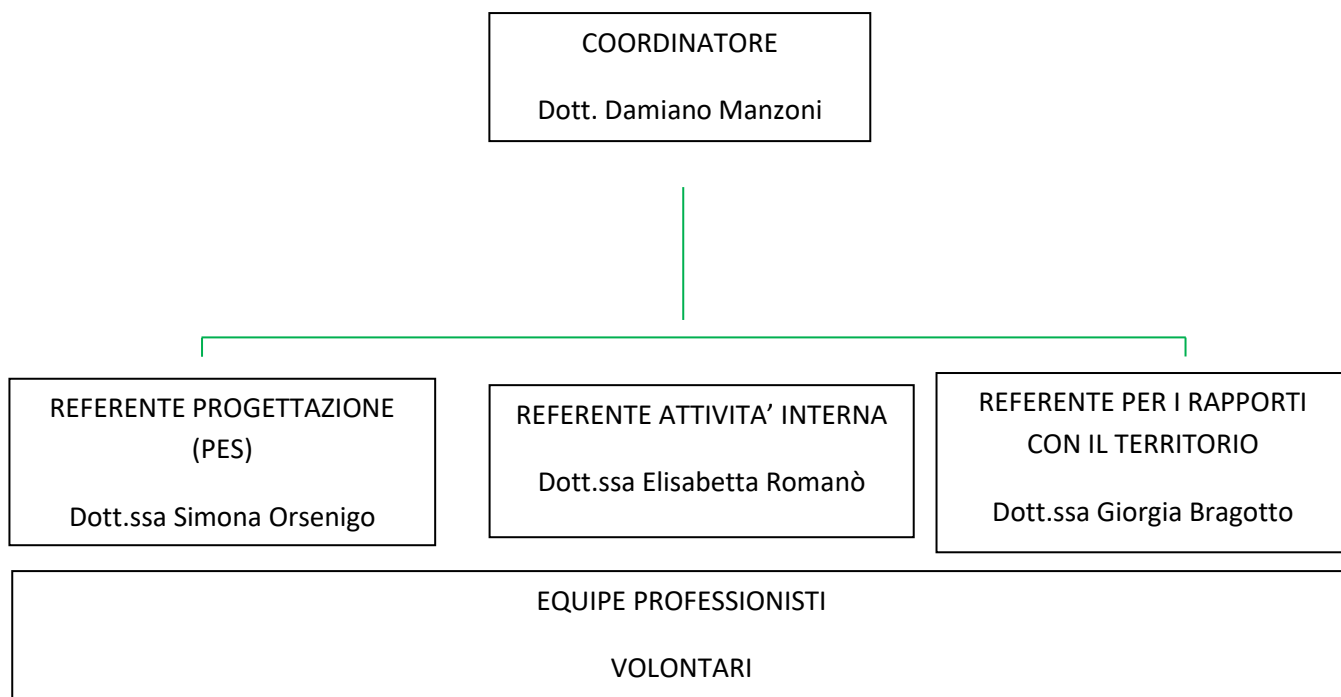 COORDINATORE
Dott. Damiano Manzoni
REFERENTE PROGETTAZIONE
(PES)
Dott.ssa Simona Orsenigo
REFERENTE ATTIVITA’ INTERNA
Dott.ssa Elisabetta Romanò
REFERENTE PER I RAPPORTI
CON IL TERRITORIO
Dott.ssa Giorgia Bragotto
EQUIPE PROFESSIONISTI
VOLONTARI